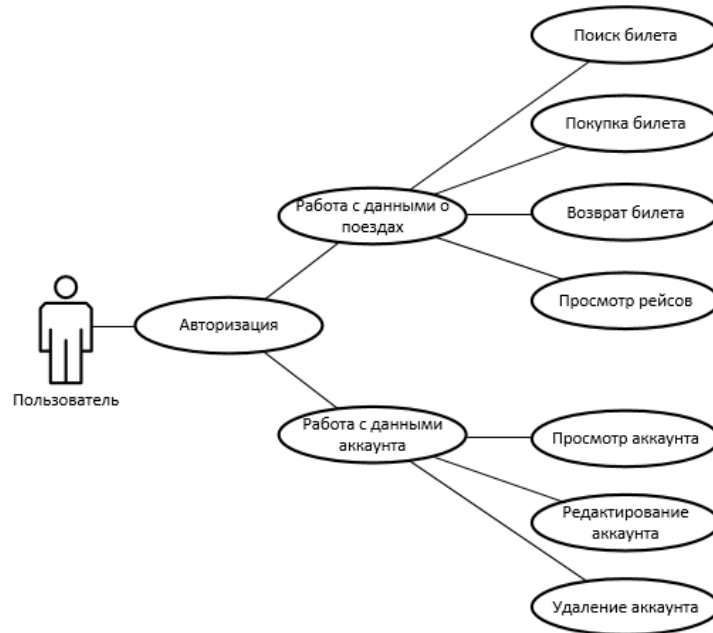 Поиск билета
Покупка билета
Работа с данными о
поездах
Возврат билета
Просмотр рейсов
Авторизация
Пользователь
Работа с данными
аккаунта
Просмотр аккаунта
Редактирование
аккаунта
Удаление аккаунта